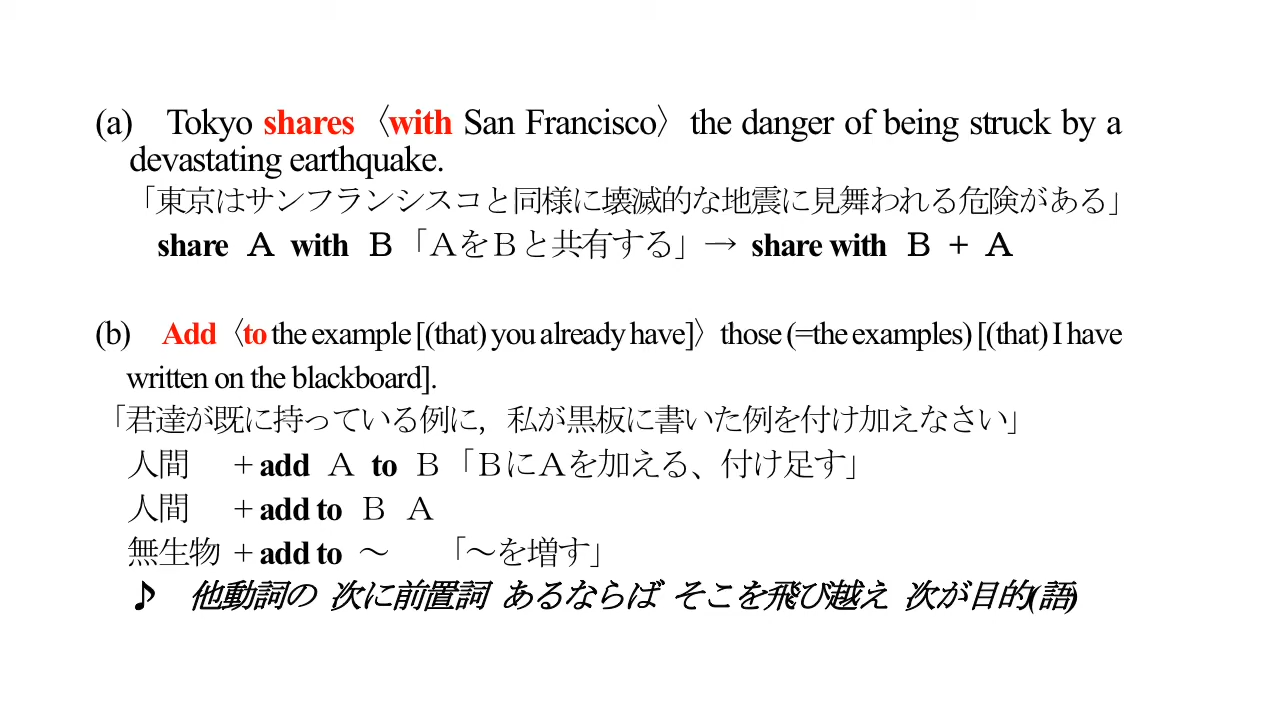 (a) Tokyo shares〈with San Francisco〉the danger of being struck by a
devastating earthquake.
「東京はサンフランシスコと同様に壊滅的な地震に見舞われる危険がある」
share Ａ with Ｂ「ＡをＢと共有する」→ share with Ｂ + Ａ
(b) Add〈to the example [(that) you already have]〉those (=the examples) [(that) I have
written on the blackboard].
「君達が既に持っている例に，私が黒板に書いた例を付け加えなさい」
人間 + add Ａ to Ｂ「ＢにＡを加える、付け足す」
人間 + add to Ｂ Ａ
無生物 + add to ～ 「～を増す」
♪ 他動詞の 次に前置詞 あるならば そこを飛び越え 次が目的(語)